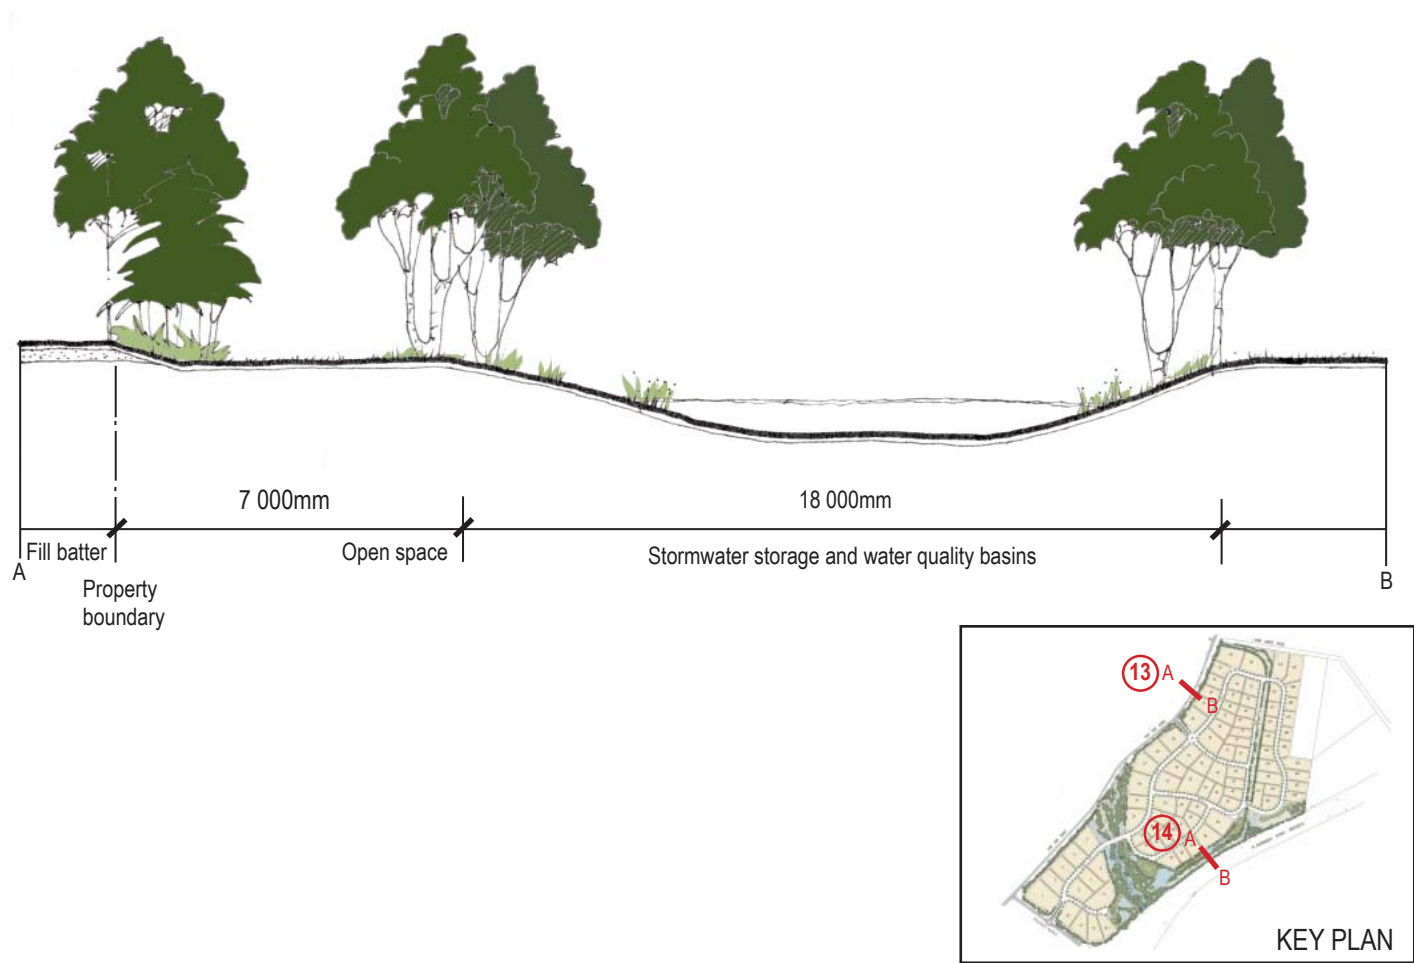 7 000mm
18 000mm
Fill batter
Open space
Stormwater storage and water quality basins
A
B
Property
boundary
13 A
B
14 A
B
KEY PLAN